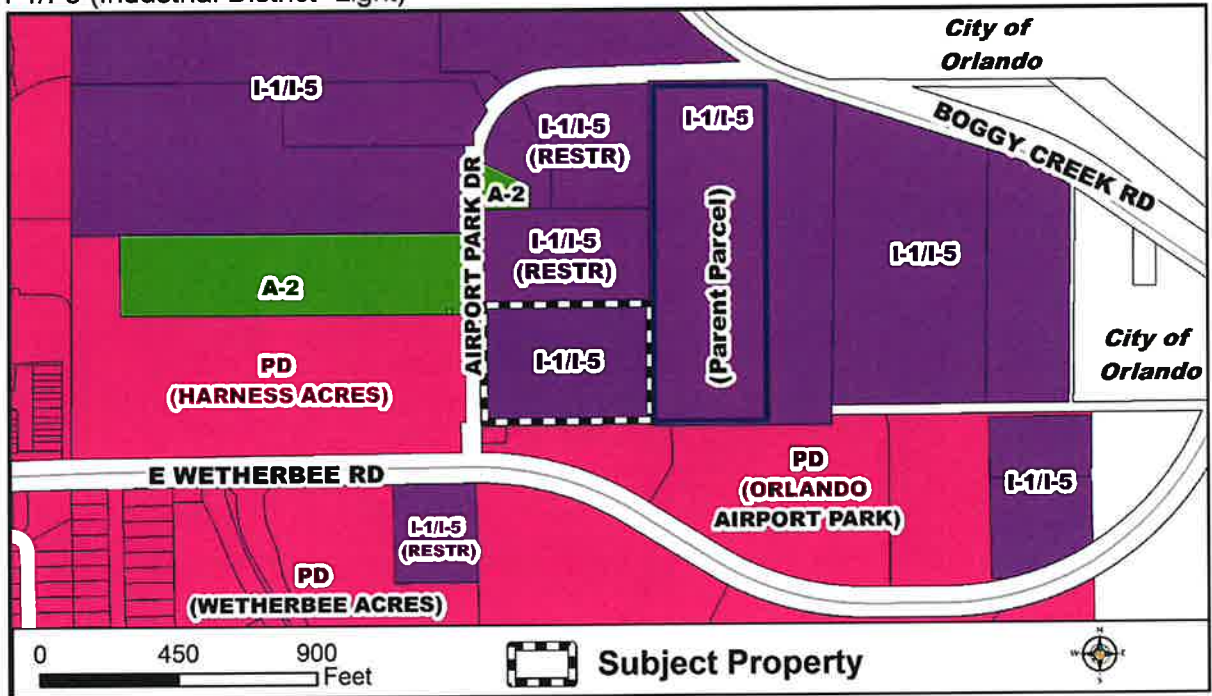 City of
Orlando
I-1/I-5
I-1/I-5
(RESTR)
I-1/I-5
BOGGY CREEK RD
AIRPORT PARK DR
A-2
(Parent Parcel)
I-1/I-5
(RESTR)
I-1/I-5
A-2
City of
Orlando
PD
(HARNESS ACRES)
I-1/I-5
E WETHERBEE RD
PD
(ORLANDO
AIRPORT PARK)
I-1/I-5
I-1/I-5
(RESTR)
PD
(WETHERBEE ACRES)
0 450 900
Feet
Subject Property
N
W E
S